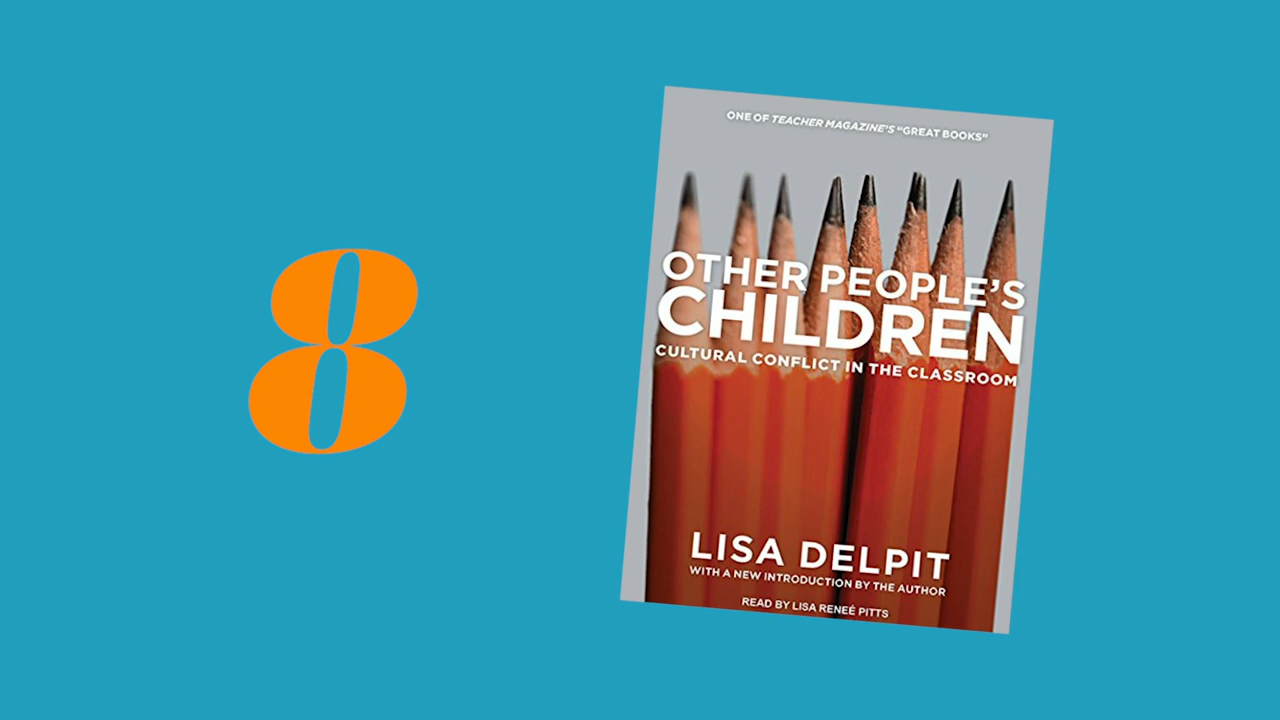 8
ONE OF TEACHER MAGAZINE'S "GREAT BOOKS"
OTHER PEOPLE'S
CHILDREN
CULTURAL CONFLICT IN THE CLASSROOM
LISA DELPIT
WITH A NEW INTRODUCTION BY THE AUTHOR
READ BY LISA RENEÉ PITTS